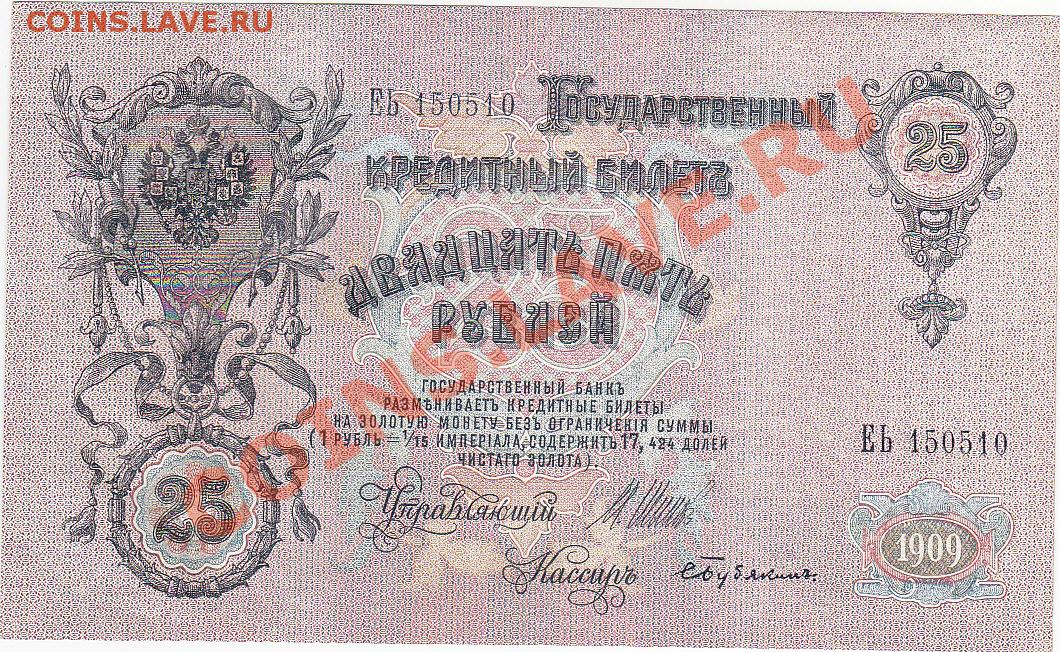 COINS.LAVE.RU
ЕЬ 150510 ГОСУДАРСТВЕННЫЙ
КРЕДИТНЫЙ БИЛЕТЪ
25
ДВАДЦАТЬ ПЯТЬ
РУБЛЕЙ
ГОСУДАРСТВЕННЫЙ БАНКЪ
РАЗМѢНИВАЕТЪ КРЕДИТНЫЕ БИЛЕТЫ
НА ЗОЛОТУЮ МОНЕТУ БЕЗЪ ОГРАНИЧЕНІЯ СУММЫ
(1 РУБЛЬ = 1/15 ИМПЕРІАЛА, СОДЕРЖИТЪ 17,424 ДОЛЕЙ
ЧИСТАГО ЗОЛОТА).
ЕЬ 150510
25
Управляющій
Кассиръ
1909
COINS.LAVE.RU